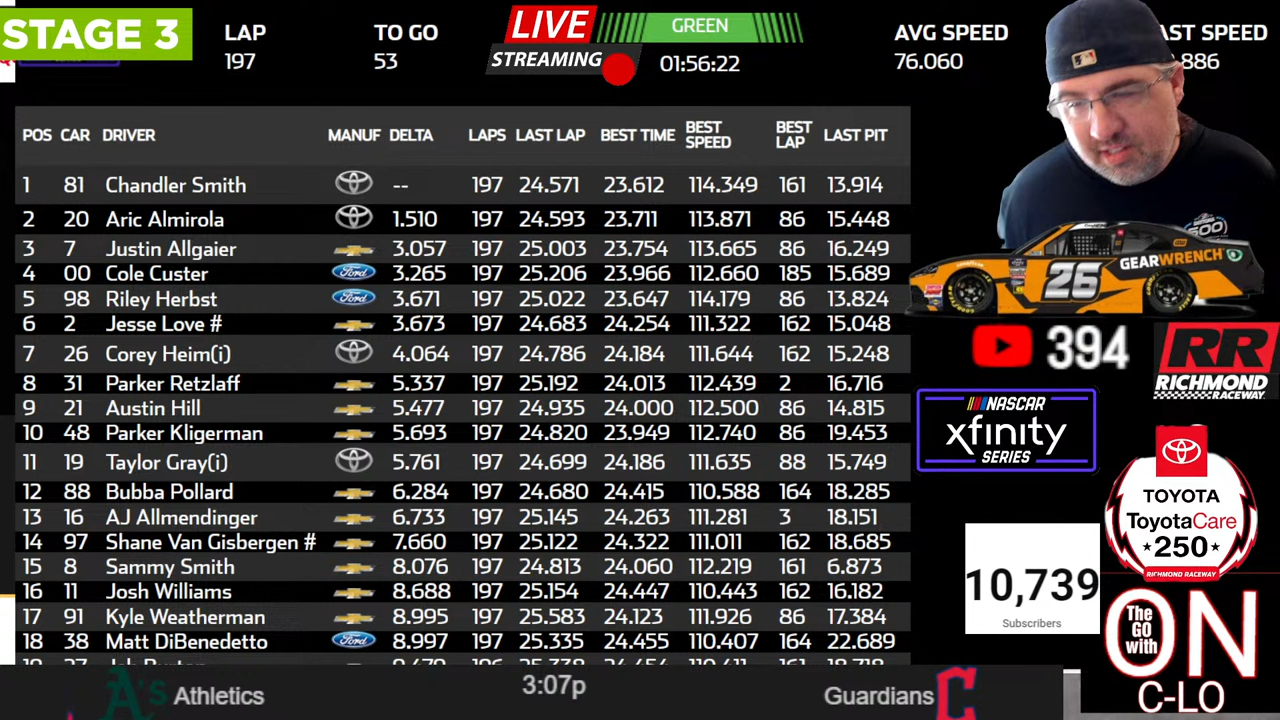 STAGE 3
LAP
197
TO GO
53
LIVE
STREAMING
GREEN
01:56:22
AVG SPEED
76.060
AST SPEED
886
POS CAR DRIVER MANUF DELTA LAPS LAST LAP BEST TIME BEST SPEED BEST LAP LAST PIT
1 81 Chandler Smith -- 197 24.571 23.612 114.349 161 13.914
2 20 Aric Almirola 1.510 197 24.593 23.711 113.871 86 15.448
3 7 Justin Allgaier 3.057 197 25.003 23.754 113.665 86 16.249
4 00 Cole Custer Ford 3.265 197 25.206 23.966 112.660 185 15.689
5 98 Riley Herbst Ford 3.671 197 25.022 23.647 114.179 86 13.824
6 2 Jesse Love # 3.673 197 24.683 24.254 111.322 162 15.048
7 26 Corey Heim(i) 4.064 197 24.786 24.184 111.644 162 15.248
8 31 Parker Retzlaff 5.337 197 25.192 24.013 112.439 2 16.716
9 21 Austin Hill 5.477 197 24.935 24.000 112.500 86 14.815
10 48 Parker Kligerman 5.693 197 24.820 23.949 112.740 86 19.453
11 19 Taylor Gray(i) 5.761 197 24.699 24.186 111.635 88 15.749
12 88 Bubba Pollard 6.284 197 24.680 24.415 110.588 164 18.285
13 16 AJ Allmendinger 6.733 197 25.145 24.263 111.281 3 18.151
14 97 Shane Van Gisbergen # 7.660 197 25.122 24.322 111.011 162 18.685
15 8 Sammy Smith 8.076 197 24.813 24.060 112.219 161 6.873
16 11 Josh Williams 8.688 197 25.154 24.447 110.443 162 16.182
17 91 Kyle Weatherman 8.995 197 25.583 24.123 111.926 86 17.384
18 38 Matt DiBenedetto Ford 8.997 197 25.335 24.455 110.407 164 22.689
500
26 GEARWRENCH
394
RR
RICHMOND
RACEWAY
NASCAR
xfinity
SERIES
TOYOTA
ToyotaCare
250
RICHMOND RACEWAY
10,739
Subscribers
The GO with ON
C-LO
A's Athletics
3:07p
Guardians C